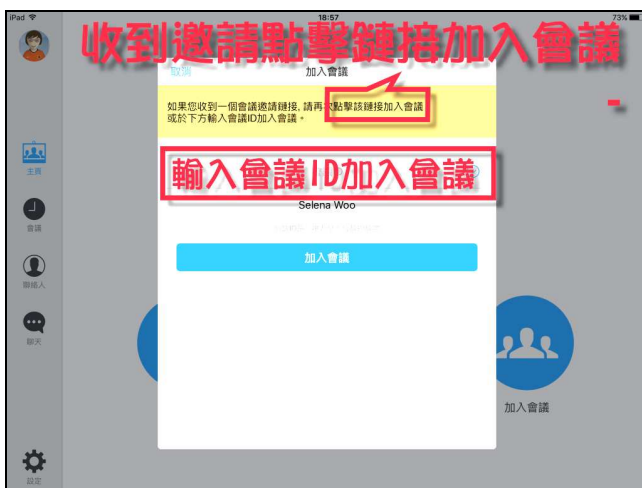 iPad
18:57
73%
收到邀請點擊鏈接加入會議
取消
加入會議
如果您收到一個會議邀請鏈接, 請再次點擊該鏈接加入會議
或於下方輸入會議ID加入會議。
輸入會議ID加入會議
Selena Woo
加入會議
主頁
會議
聯絡人
聊天
設定
加入會議